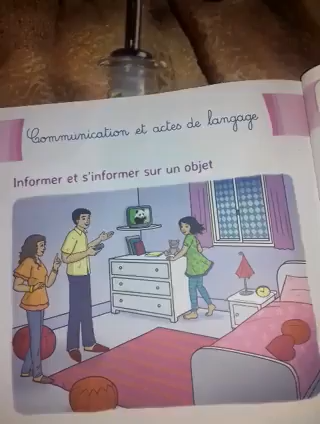 Communication et actes de langage
Informer et s'informer sur un objet